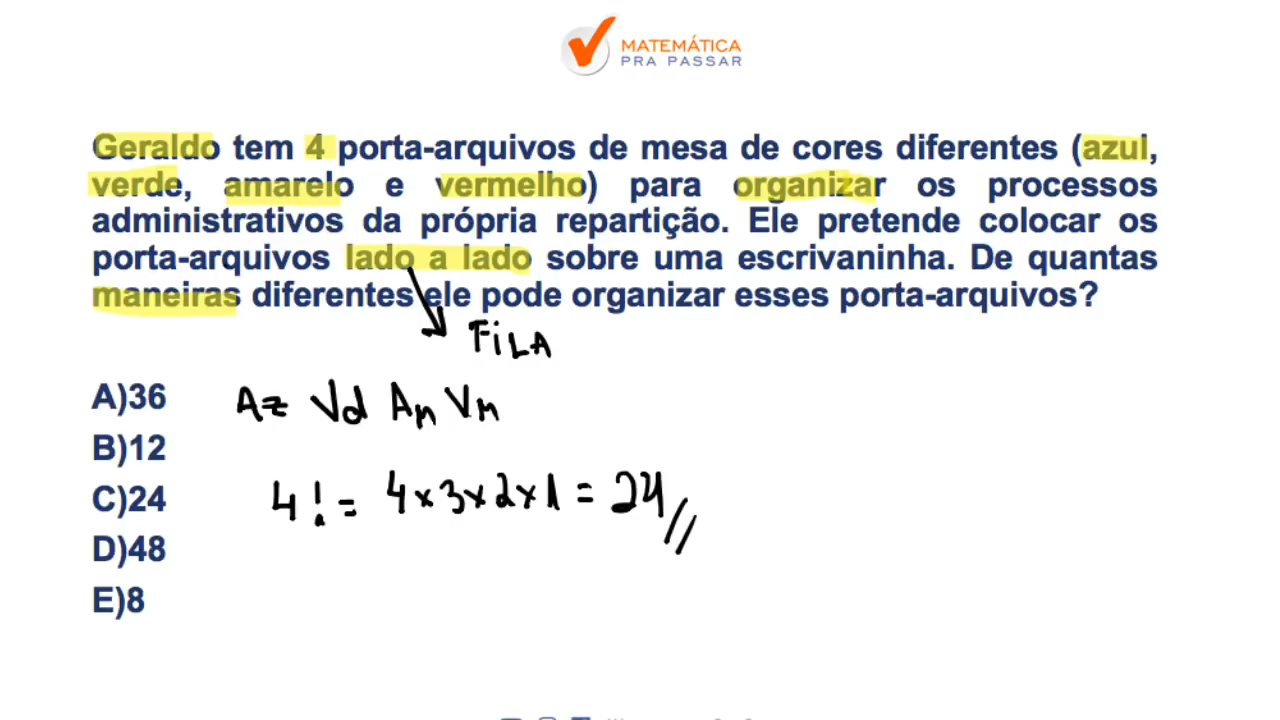 MATEMÁTICA
PRA PASSAR
Geraldo tem 4 porta-arquivos de mesa de cores diferentes (azul,
verde, amarelo e vermelho) para organizar os processos
administrativos da própria repartição. Ele pretende colocar os
porta-arquivos lado a lado sobre uma escrivaninha. De quantas
maneiras diferentes ele pode organizar esses porta-arquivos?
FiLA
A)36
Az Vd Am Vm
B)12
C)24
4! = 4x3x2x1 = 24//
D)48
E)8